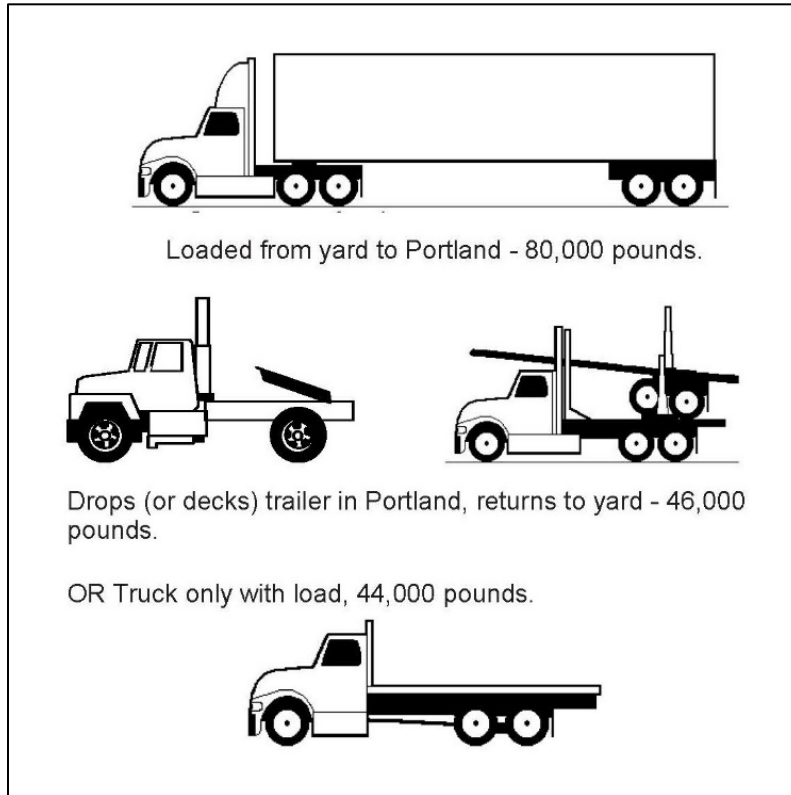 Loaded from yard to Portland - 80,000 pounds.
Drops (or decks) trailer in Portland, returns to yard - 46,000
pounds.
OR Truck only with load, 44,000 pounds.